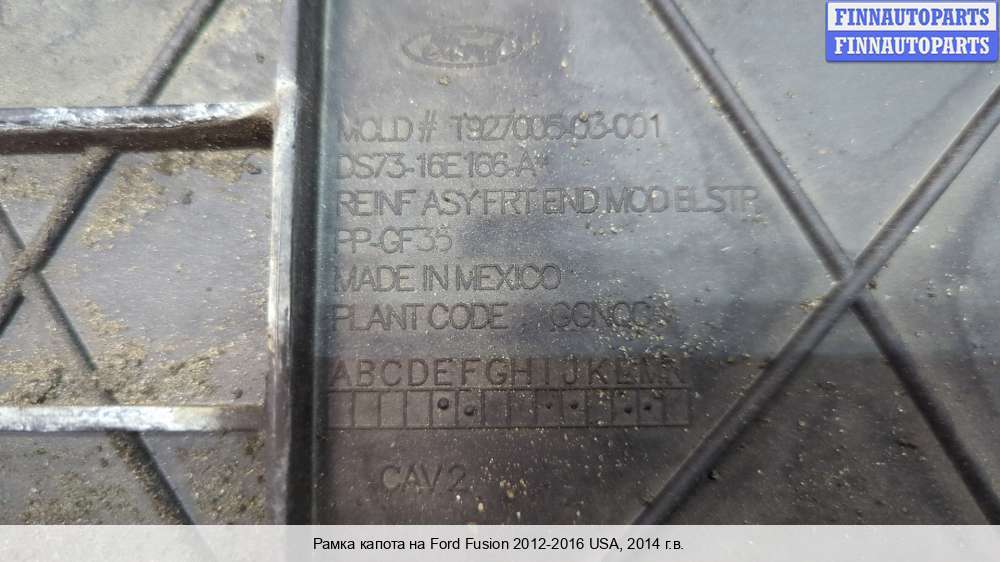 FINNAUTOPARTS
FINNAUTOPARTS
Ford
MOLD # T927005-03-001
DS73-16E166-A*
REINF ASY FRT END MOD BLSTR
PP-GF35
MADE IN MEXICO
PLANT CODE
A B C D E F G H I J K L M N
CAV 2
Рамка капота на Ford Fusion 2012-2016 USA, 2014 г.в.